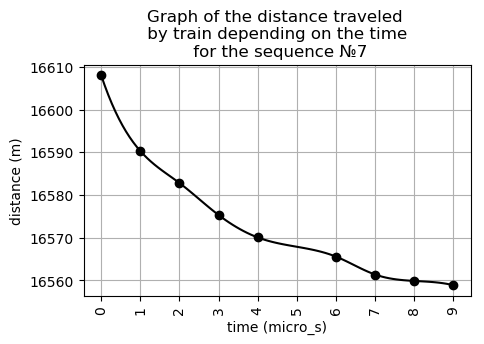 Graph of the distance traveled
by train depending on the time
for the sequence №7
distance (m)
16610
16600
16590
16580
16570
16560
0 1 2 3 4 5 6 7 8 9
time (micro_s)